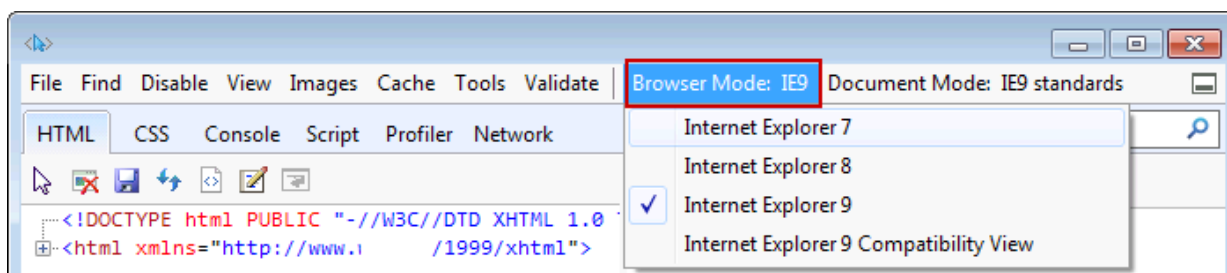 File Find Disable View Images Cache Tools Validate | Browser Mode: IE9 Document Mode: IE9 standards
HTML CSS Console Script Profiler Network
Internet Explorer 7
Internet Explorer 8
Internet Explorer 9
Internet Explorer 9 Compatibility View
<!DOCTYPE html PUBLIC "-//W3C//DTD XHTML 1.0
<html xmlns="http://www. /1999/xhtml">